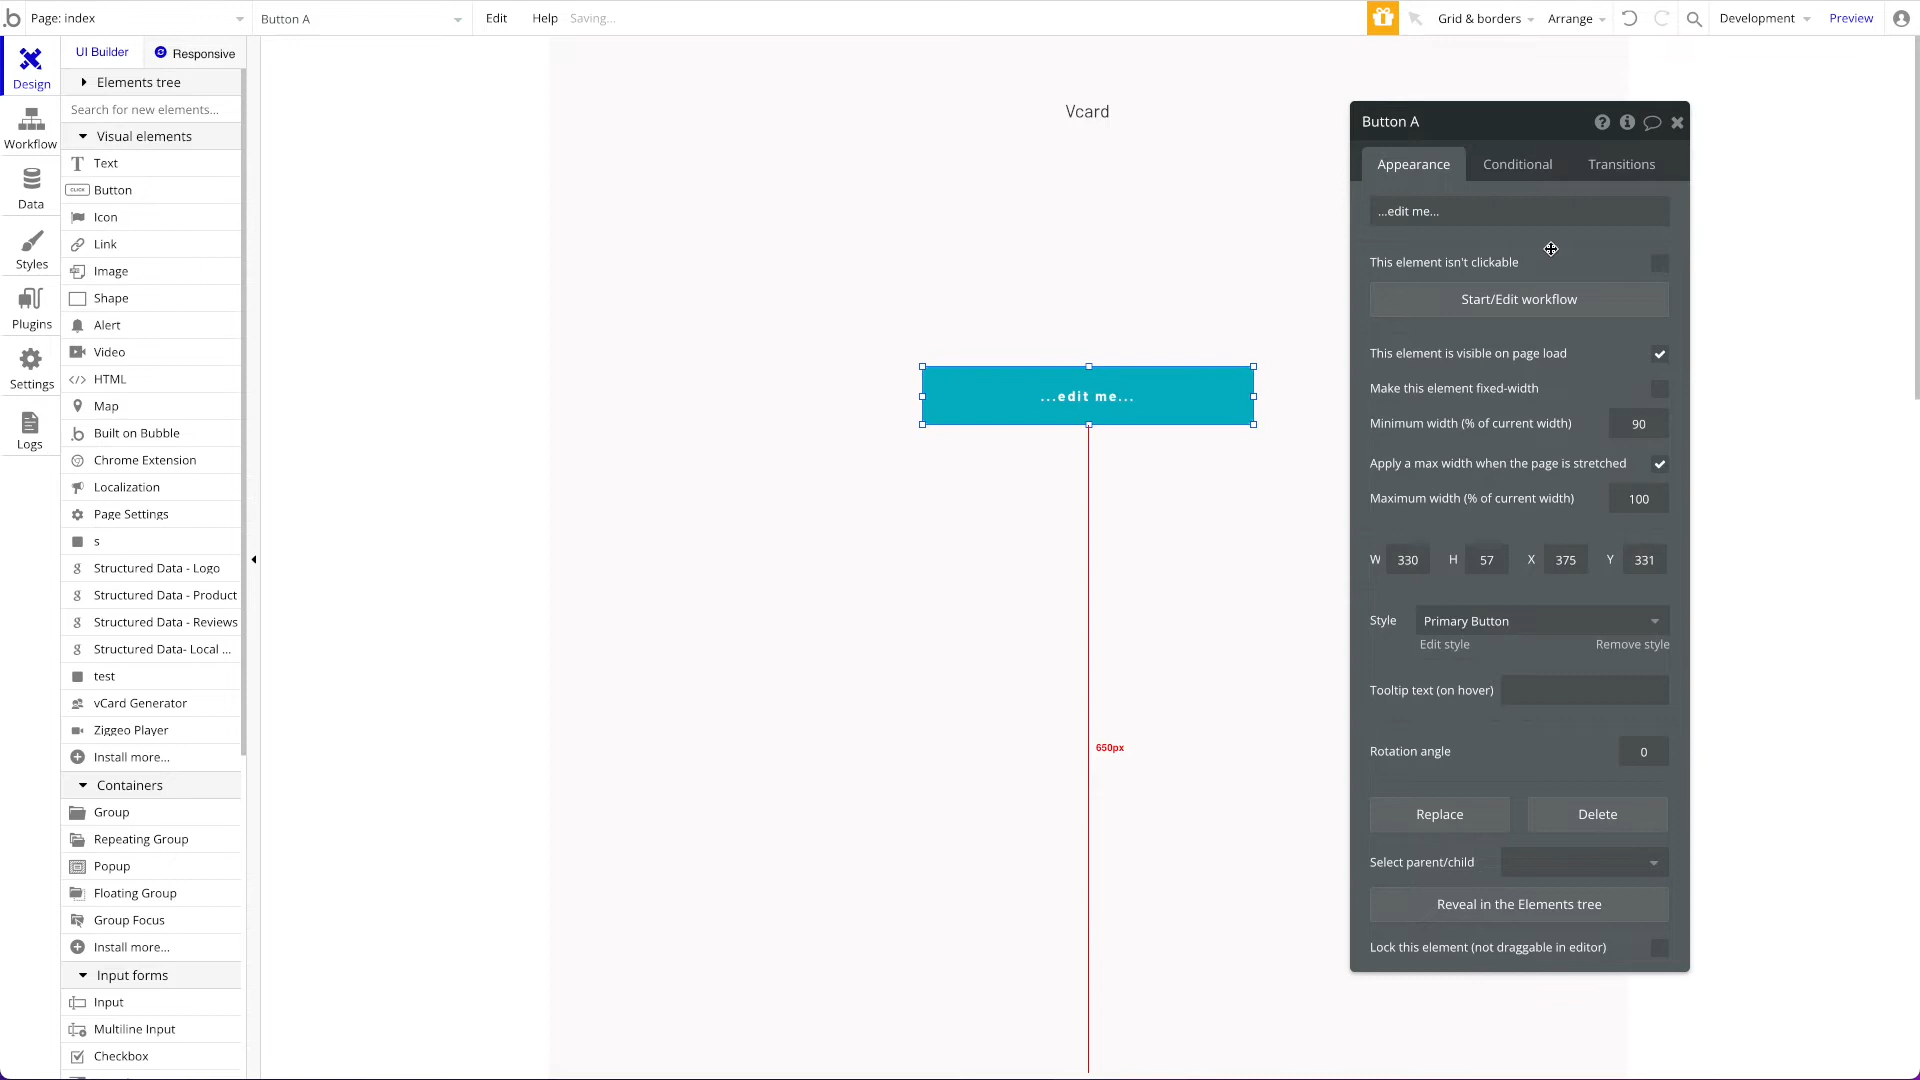 Page: index
Button A
Edit
Help
Saving...
Grid & borders
Arrange
Development
Preview
Design
Workflow
Data
Styles
Plugins
Settings
Logs
UI Builder
Responsive
Elements tree
Search for new elements...
Visual elements
Text
CLICK
Button
Icon
Link
Image
Shape
Alert
Video
HTML
Map
Built on Bubble
Chrome Extension
Localization
Page Settings
s
Structured Data - Logo
Structured Data - Product
Structured Data - Reviews
Structured Data- Local ...
test
vCard Generator
Ziggeo Player
Install more...
Containers
Group
Repeating Group
Popup
Floating Group
Group Focus
Install more...
Input forms
Input
Multiline Input
Checkbox
Vcard
...edit me...
650px
Button A
Appearance
Conditional
Transitions
...edit me...
This element isn't clickable
Start/Edit workflow
This element is visible on page load
Make this element fixed-width
Minimum width (% of current width) 90
Apply a max width when the page is stretched
Maximum width (% of current width) 100
W 330 H 57 X 375 Y 331
Style Primary Button
Edit style
Remove style
Tooltip text (on hover)
Rotation angle 0
Replace
Delete
Select parent/child
Reveal in the Elements tree
Lock this element (not draggable in editor)